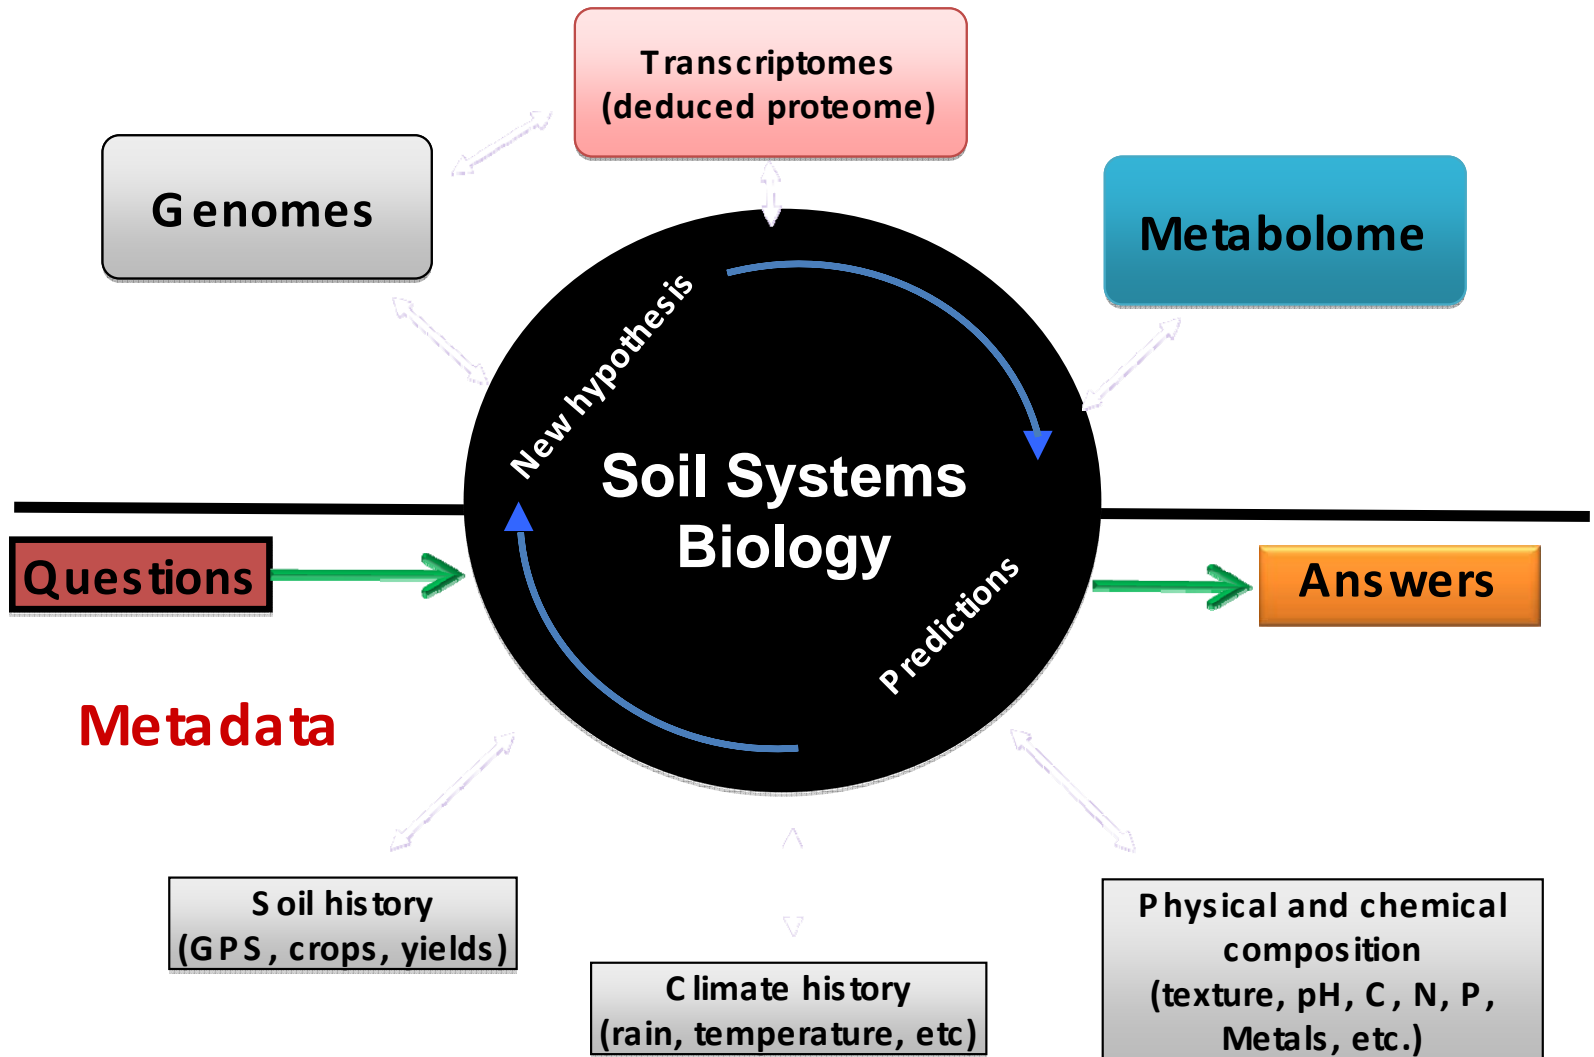 Transcriptomes
(deduced proteome)
Genomes
Metabolome
New hypothesis
Soil Systems
Biology
Predictions
Questions
Answers
Metadata
Soil history
(GPS, crops, yields)
Climate history
(rain, temperature, etc)
Physical and chemical
composition
(texture, pH, C, N, P,
Metals, etc.)